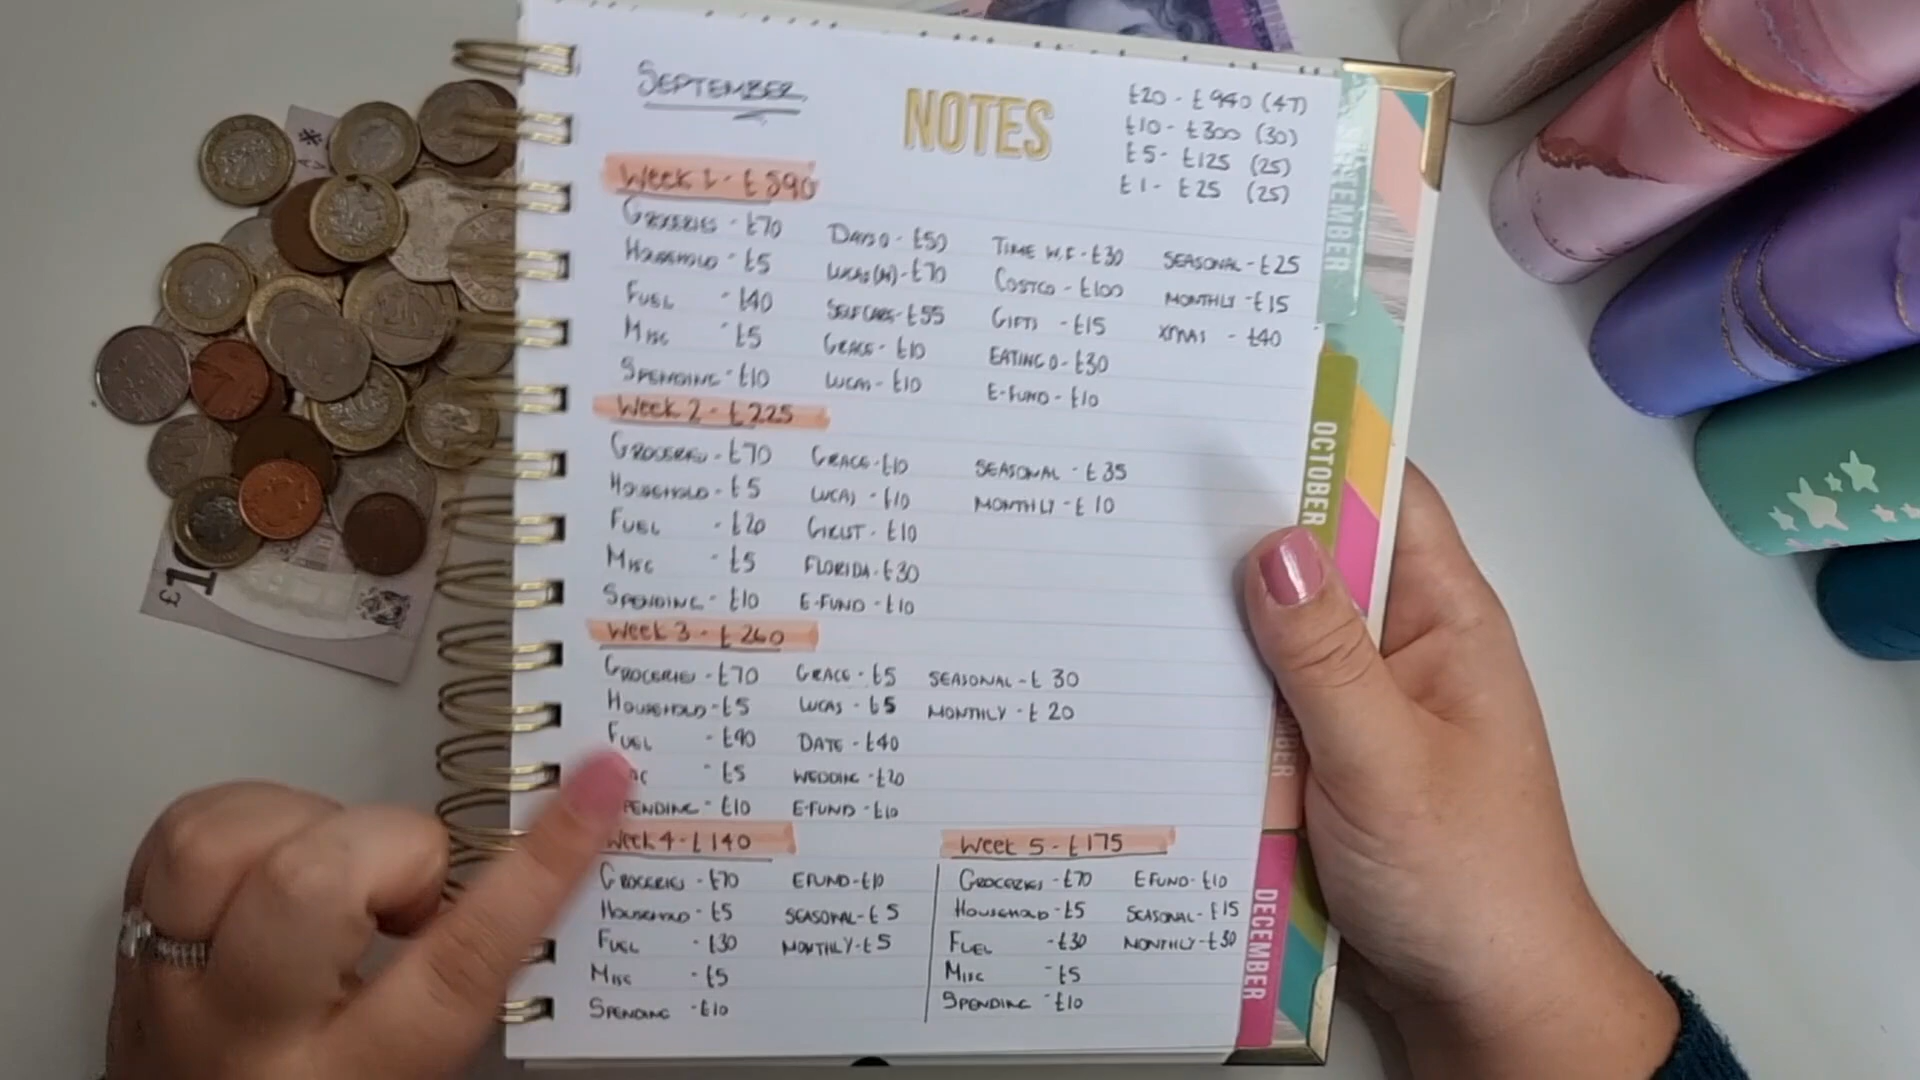 SEPTEMBER
NOTES
£20 - £940 (47)
£10 - £300 (30)
£5 - £125 (25)
£1 - £25 (25)
WEEK 1 - £590
GROCERIES - £70
HOUSEHOLD - £5
FUEL - £40
MISC - £5
SPENDING - £10
DAYS O - £50
LUCAS(M) - £70
SELFCARE - £55
GRACE - £10
LUCAS - £10
TIME W.F - £30
COSTCO - £100
GIFTS - £15
EATING O - £30
E-FUND - £10
SEASONAL - £25
MONTHLY - £15
XMAS - £40
WEEK 2 - £225
GROCERIES - £70
HOUSEHOLD - £5
FUEL - £20
MISC - £5
SPENDING - £10
GRACE - £10
LUCAS - £10
- £10
FLORIDA - £30
E-FUND - £10
SEASONAL - £35
MONTHLY - £10
WEEK 3 - £260
GROCERIES - £70
HOUSEHOLD - £5
FUEL - £40
- £5
SPENDING - £10
GRACE - £5
LUCAS - £5
DATE - £40
WEDDING - £20
E-FUND - £10
SEASONAL - £30
MONTHLY - £20
WEEK 4 - £140
GROCERIES - £70
HOUSEHOLD - £5
FUEL - £30
MISC - £5
SPENDING - £10
EFUND - £10
SEASONAL - £5
MONTHLY - £5
WEEK 5 - £175
GROCERIES - £70
HOUSEHOLD - £5
FUEL - £30
MISC - £5
SPENDING - £10
EFUND - £10
SEASONAL - £15
MONTHLY - £30
SEPTEMBER
OCTOBER
DECEMBER
£10